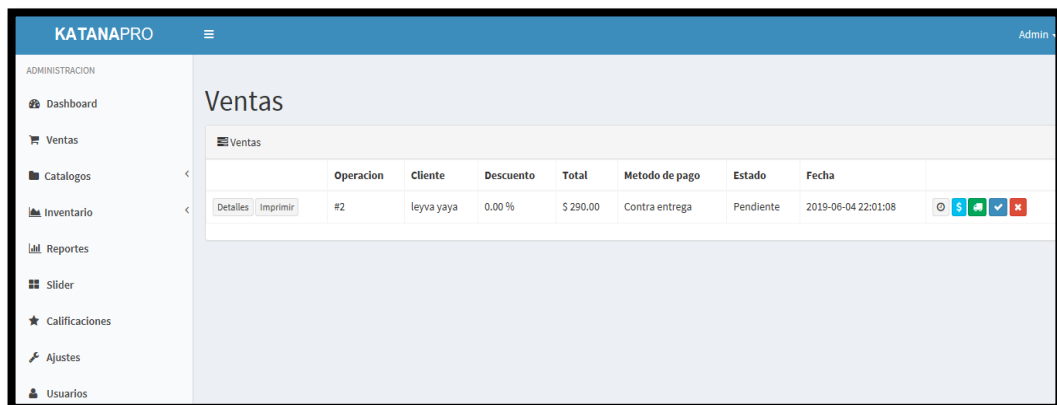 KATANAPRO
Admin
ADMINISTRACION
Dashboard
Ventas
Catalogos
Inventario
Reportes
Slider
Calificaciones
Ajustes
Usuarios
Ventas
Ventas
Operacion Cliente Descuento Total Metodo de pago Estado Fecha
Detalles Imprimir #2 leyva yaya 0.00 % $ 290.00 Contra entrega Pendiente 2019-06-04 22:01:08 $